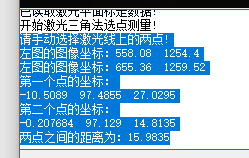 已读取激光平面标定数据!
开始激光三角法选点测量!
请手动选择激光线上的两点!
左图的图像坐标: 558.08  1254.4
右图的图像坐标: 655.36  1259.52
第一个点的坐标:
-10.5089  97.4855  27.0295
第二个点的坐标:
-0.207684  97.129  14.8135
两点之间的距离为: 15.9835